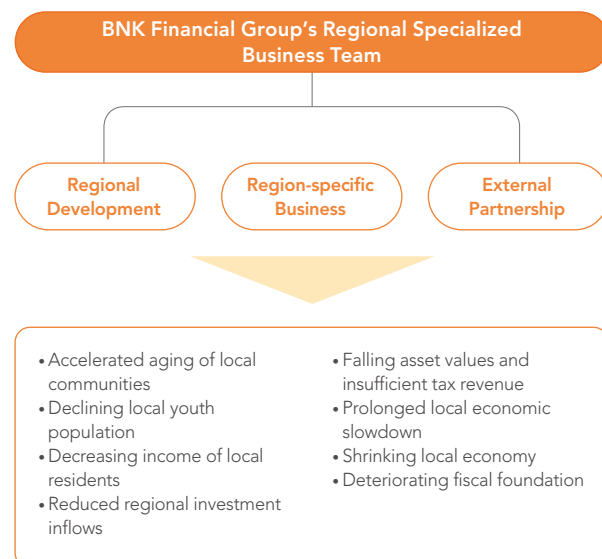 BNK Financial Group's Regional Specialized
Business Team
Regional
Development
Region-specific
Business
External
Partnership
• Accelerated aging of local
communities
• Declining local youth
population
• Decreasing income of local
residents
• Reduced regional investment
inflows
• Falling asset values and
insufficient tax revenue
• Prolonged local economic
slowdown
• Shrinking local economy
• Deteriorating fiscal foundation